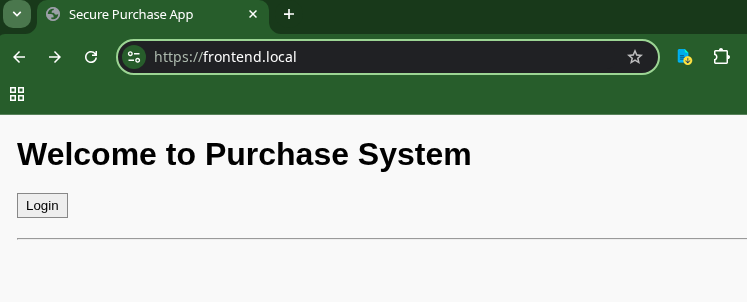 Secure Purchase App
https://frontend.local
Welcome to Purchase System
Login